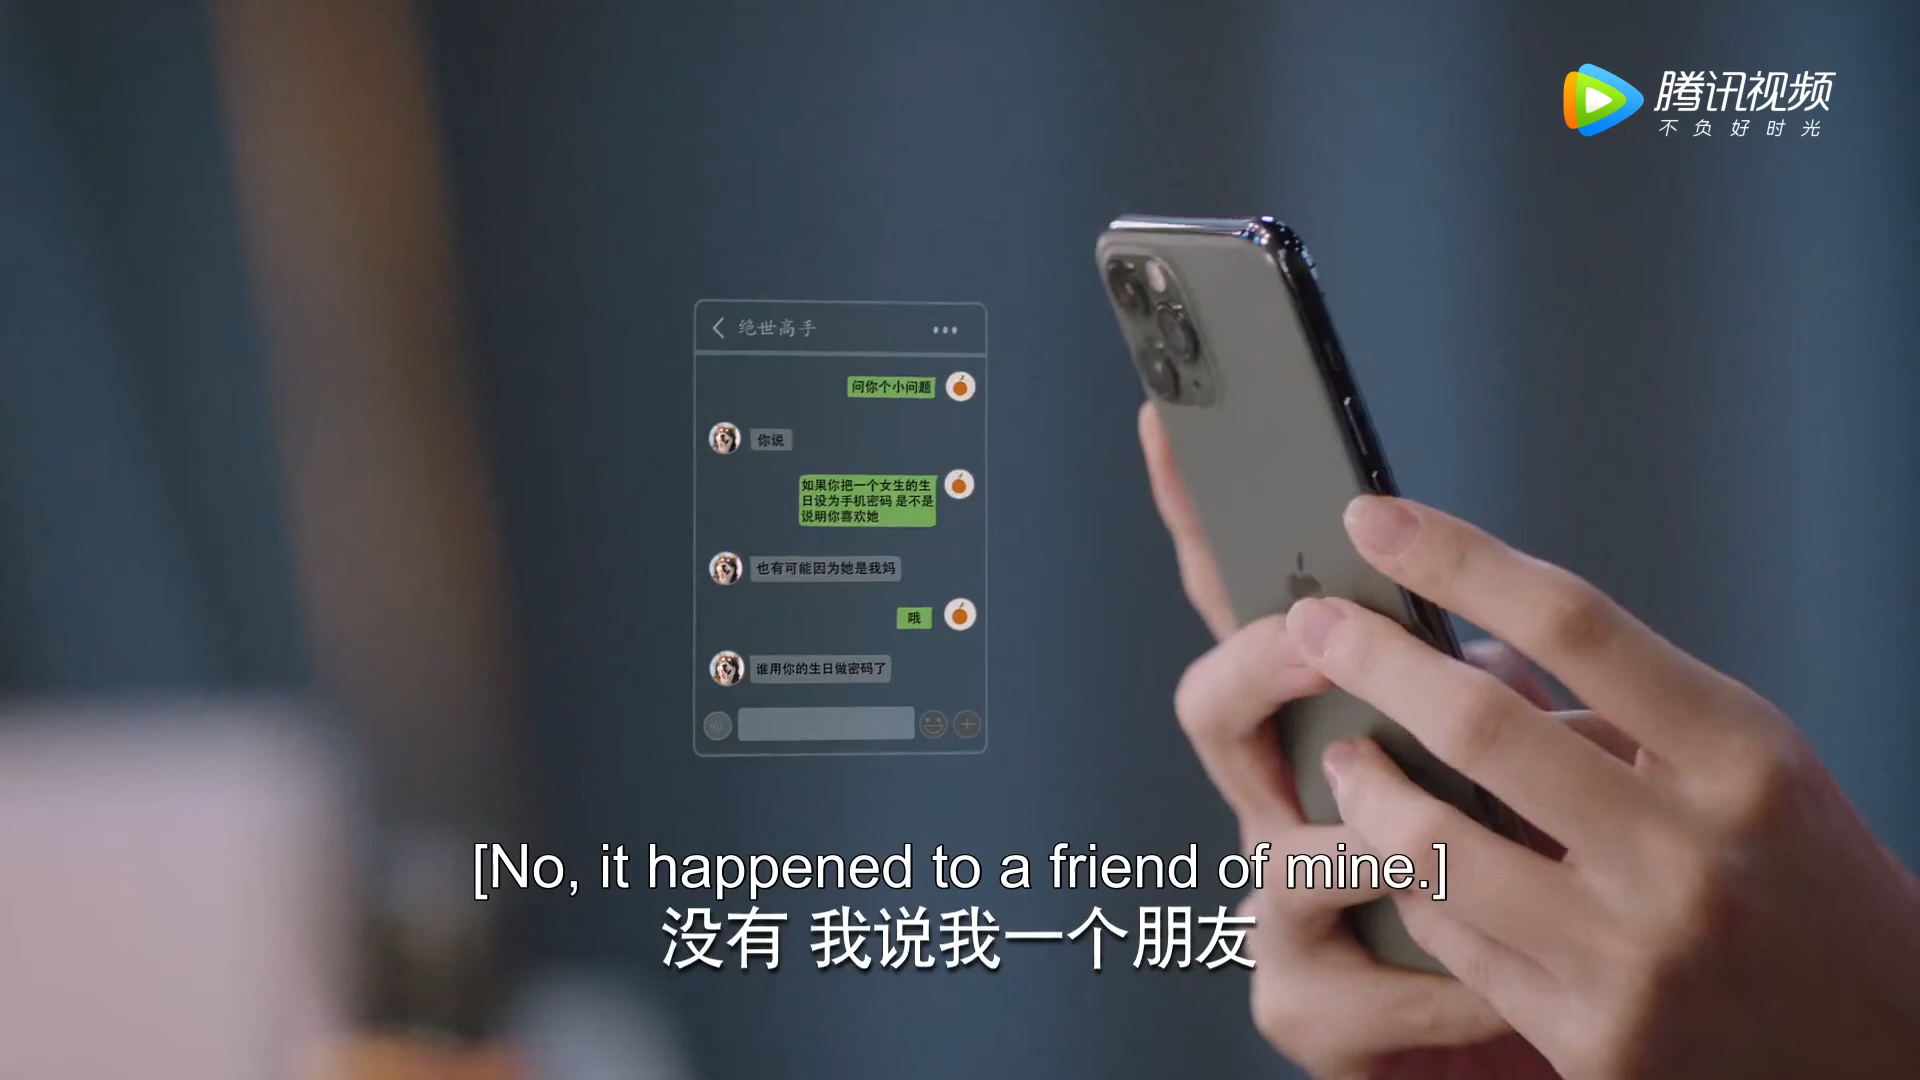 腾讯视频
不负好时光
绝世高手
问你个小问题
你说
如果你把一个女生的生
日设为手机密码 是不是
说明你喜欢她
也有可能因为她是我妈
哦
谁用你的生日做密码了
[No, it happened to a friend of mine.]
没有 我说我一个朋友